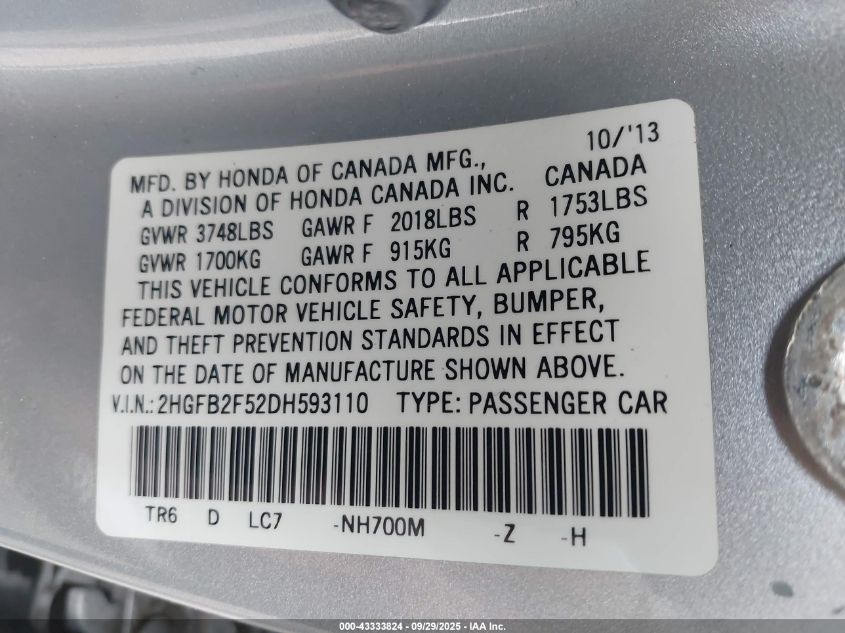 10/'13
MFD. BY HONDA OF CANADA MFG.,
A DIVISION OF HONDA CANADA INC. CANADA
GVWR 3748LBS GAWR F 2018LBS R 1753LBS
GVWR 1700KG GAWR F 915KG R 795KG
THIS VEHICLE CONFORMS TO ALL APPLICABLE
FEDERAL MOTOR VEHICLE SAFETY, BUMPER,
AND THEFT PREVENTION STANDARDS IN EFFECT
ON THE DATE OF MANUFACTURE SHOWN ABOVE.
V.I.N.: 2HGFB2F52DH593110 TYPE: PASSENGER CAR
TR6 D LC7 -NH700M -Z -H
000-43333824 | 09/29/2025 - IAA Inc.